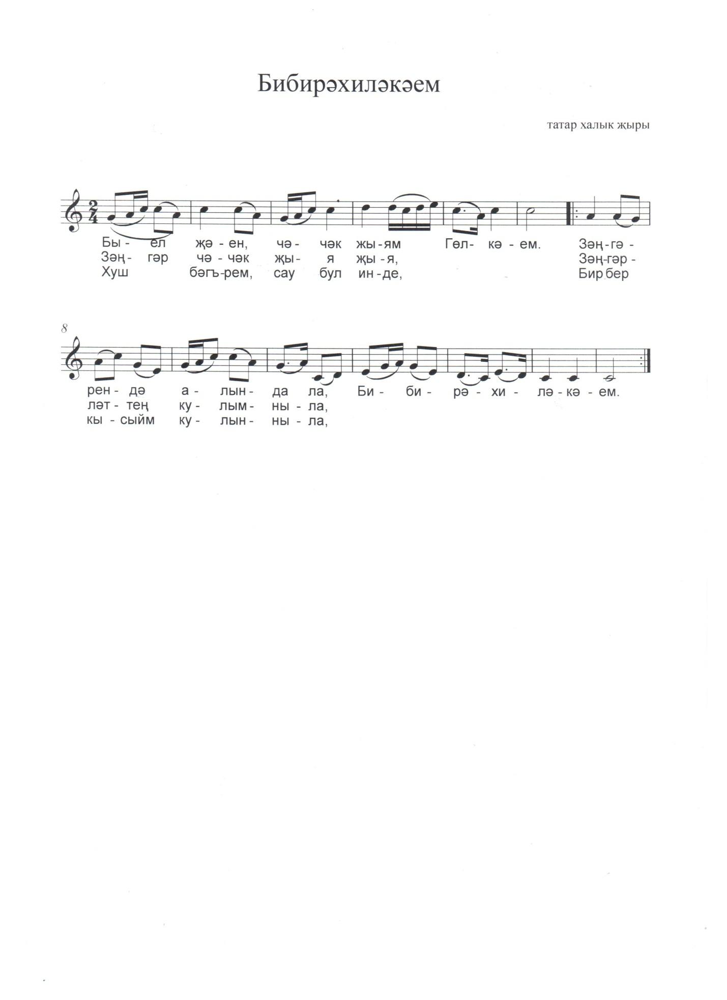 Бибирәхиләкәем
татар халык җыры
Бы - ел җә - ен, чә - чәк жы - ям Гөл - кә - ем. Зәң - гә -
Зәң - гәр чә - чәк җы - я җы - я, Зәң-гәр -
Хуш бәгъ-рем, сау бул ин - де, Бир бер
8
рен - дә а - лын - да ла, Би - би - рә - хи - лә - кә - ем.
ләт - тең ку - лым - ны - ла,
кы - сыйм ку - лын - ны - ла,